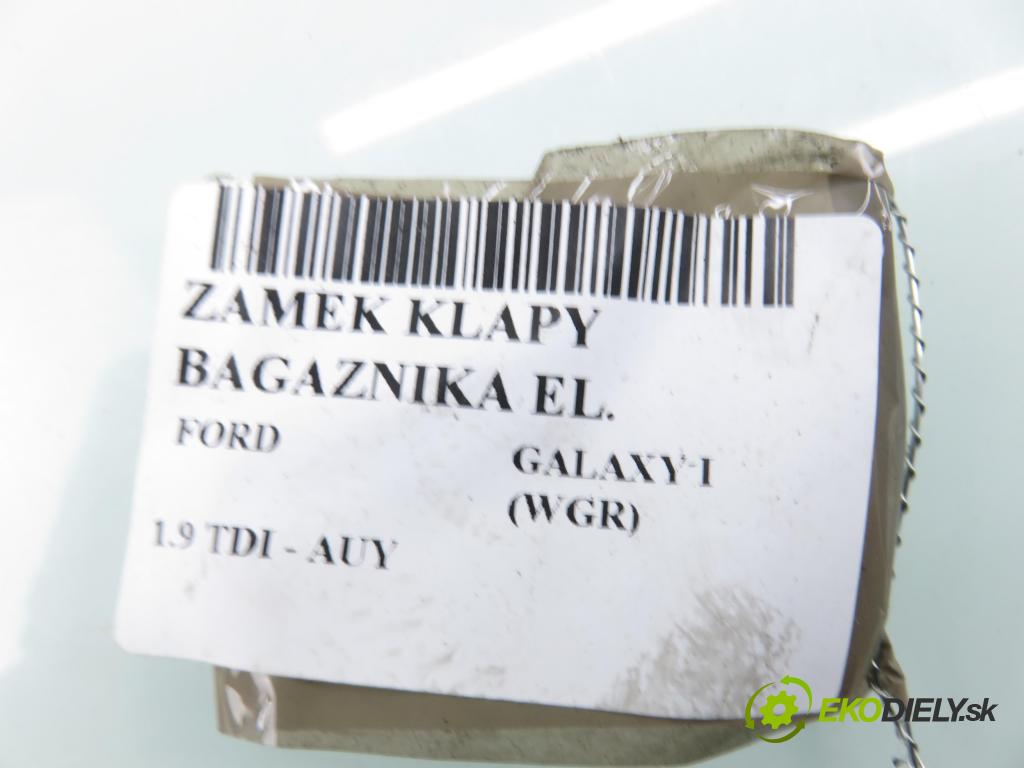 ZAMEK KLAPY
BAGAZNIKA EL.
FORD
GALAXY I
(WGR)
1.9 TDI - AUY
EKODIELY.sk